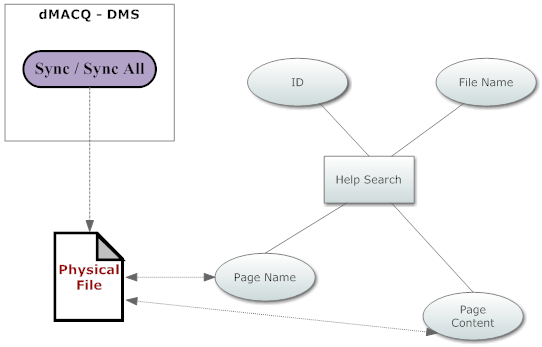 dMACQ - DMS
Sync / Sync All
ID
File Name
Help Search
Physical
File
Page Name
Page
Content